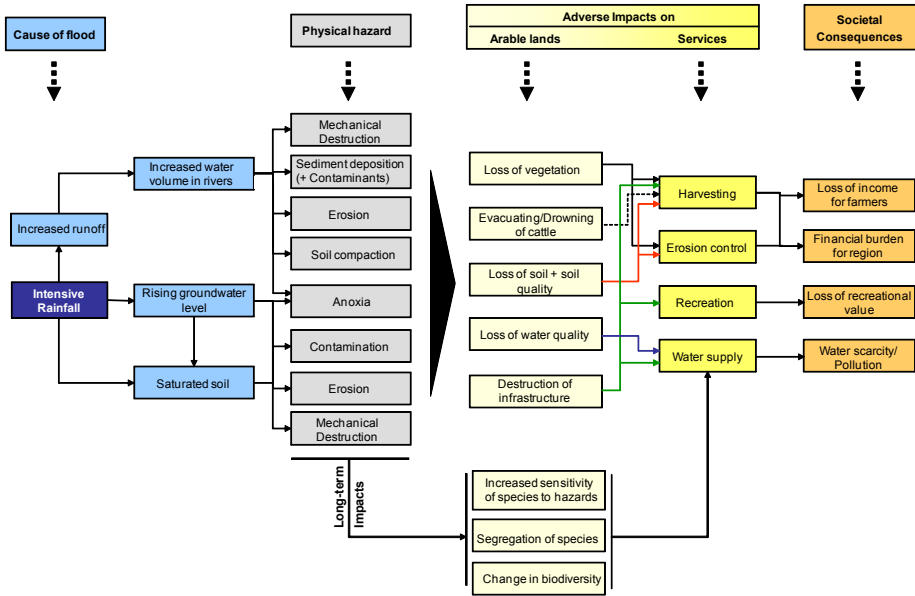 Cause of flood
Physical hazard
Adverse Impacts on
Arable lands
Services
Societal
Consequences
Increased water
volume in rivers
Increased runoff
Intensive
Rainfall
Rising groundwater
level
Saturated soil
Mechanical
Destruction
Sediment deposition
(+ Contaminants)
Erosion
Soil compaction
Anoxia
Contamination
Erosion
Mechanical
Destruction
Long-term
Impacts
Loss of vegetation
Evacuating/Drowning
of cattle
Loss of soil + soil
quality
Loss of water quality
Destruction of
infrastructure
Increased sensitivity
of species to hazards
Segregation of species
Change in biodiversity
Harvesting
Erosion control
Recreation
Water supply
Loss of income
for farmers
Financial burden
for region
Loss of recreational
value
Water scarcity/
Pollution